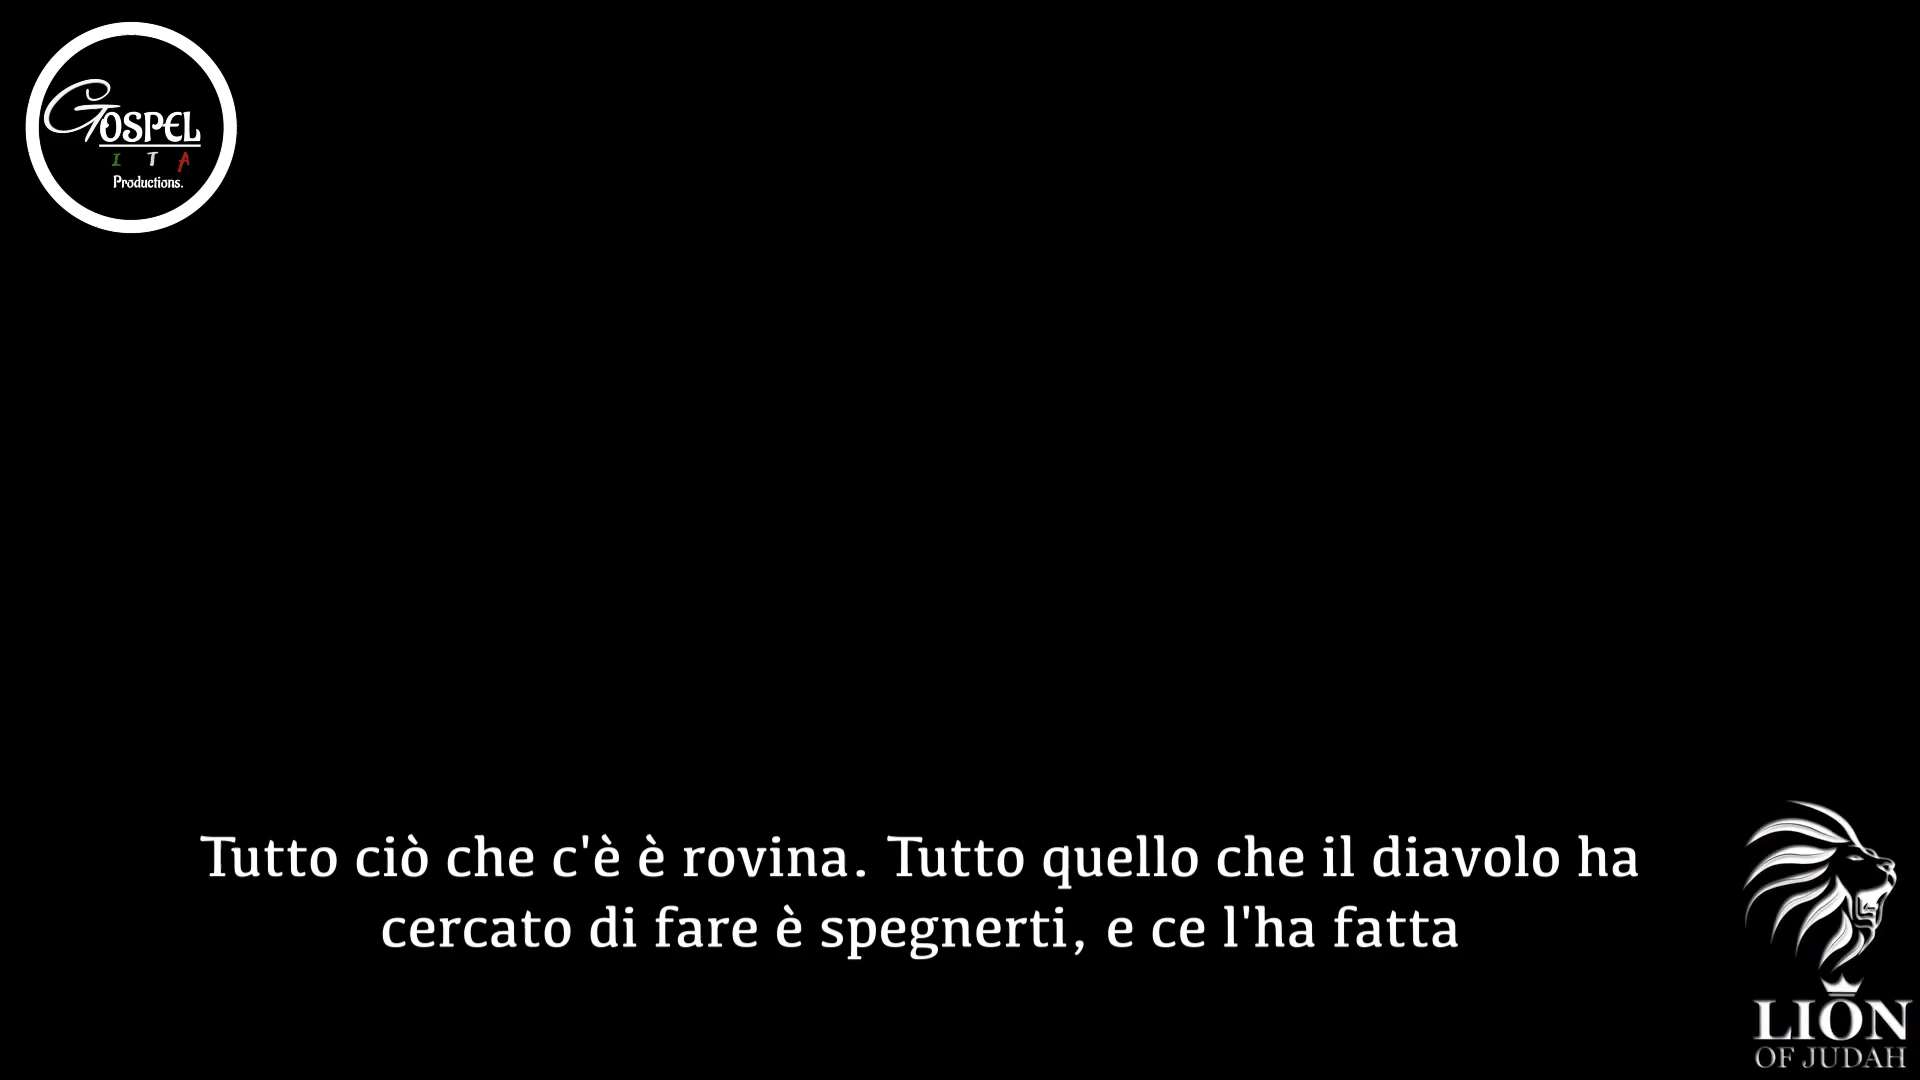 GOSPEL
I T A
Productions.
Tutto ciò che c'è è rovina. Tutto quello che il diavolo ha
cercato di fare è spegnerti, e ce l'ha fatta
LION
OF JUDAH